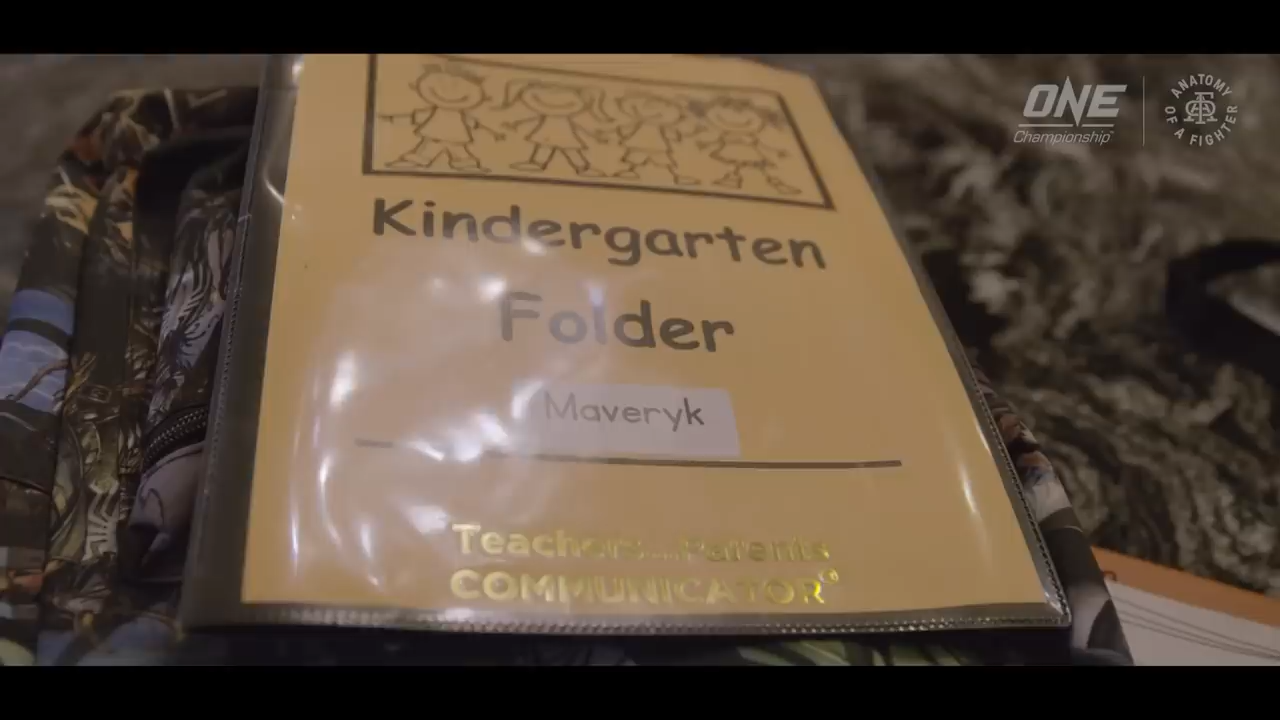 ONE
Championship
ANATOMY
OF A FIGHTER
Kindergarten
Folder
Maveryk
Teachers...Parents
COMMUNICATOR®